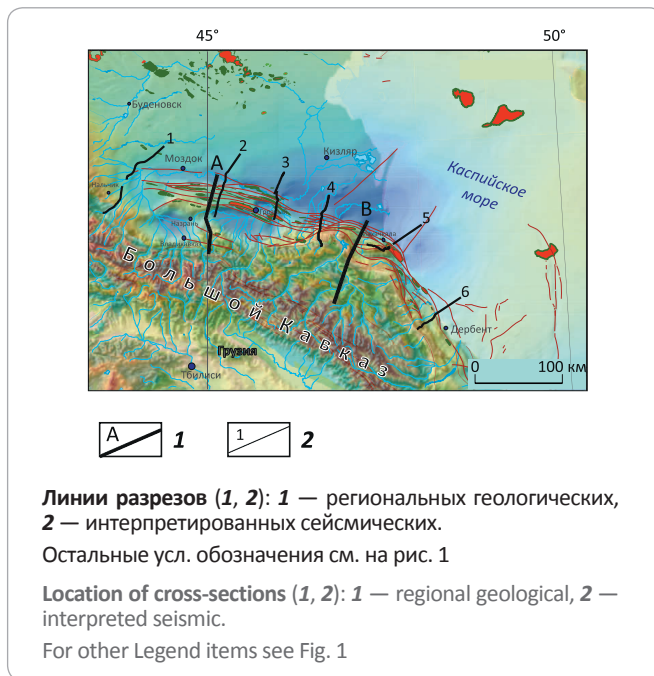 45°
50°
Буденовск
1
Моздок
A
2
3
Кизляр
4
Нальчик
Каспийское
море
B
5
Назрань
Владикавказ
6
Большой Кавказ
Дербент
Грузия
Тбилиси
0 100 км
A 1 1 2
Линии разрезов (1, 2): 1 — региональных геологических,
2 — интерпретированных сейсмических.
Остальные усл. обозначения см. на рис. 1
Location of cross-sections (1, 2): 1 — regional geological, 2 —
interpreted seismic.
For other Legend items see Fig. 1